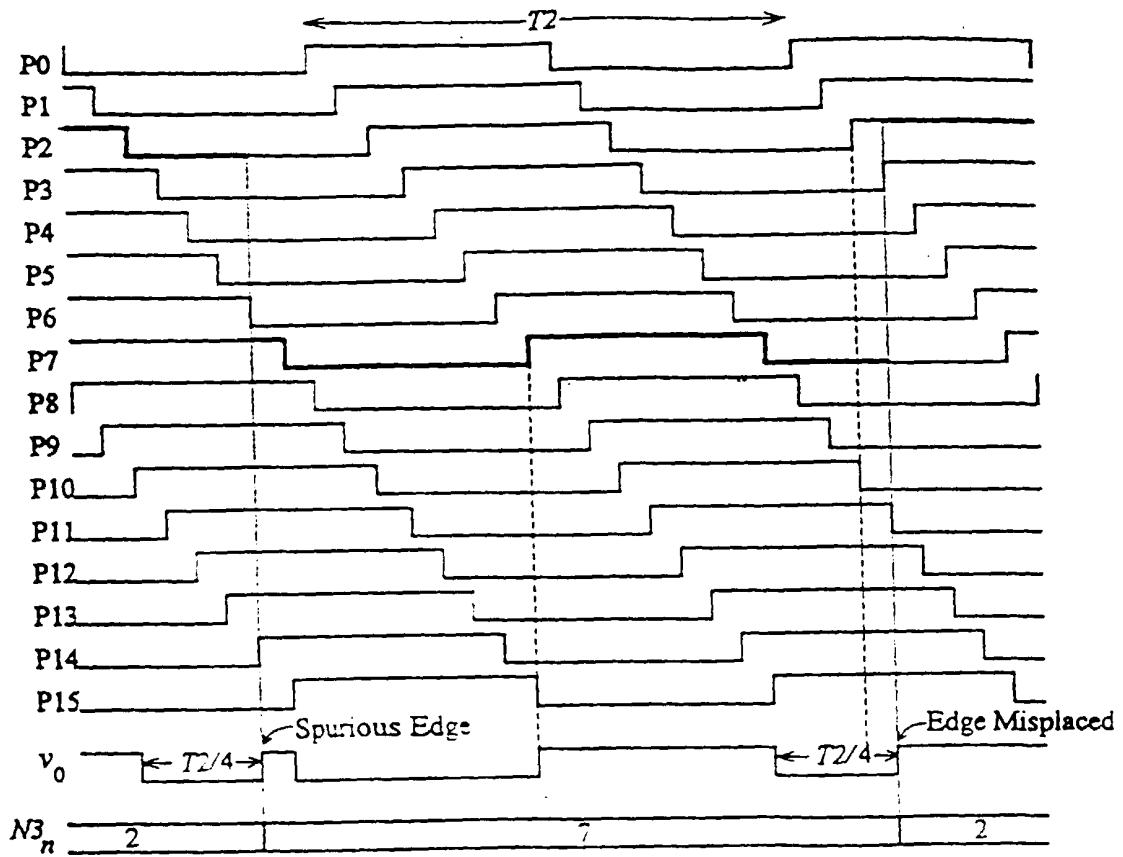 T2
P0
P1
P2
P3
P4
P5
P6
P7
P8
P9
P10
P11
P12
P13
P14
P15
Spurious Edge
Edge Misplaced
v0
T2/4
T2/4
N3n
2
7
2